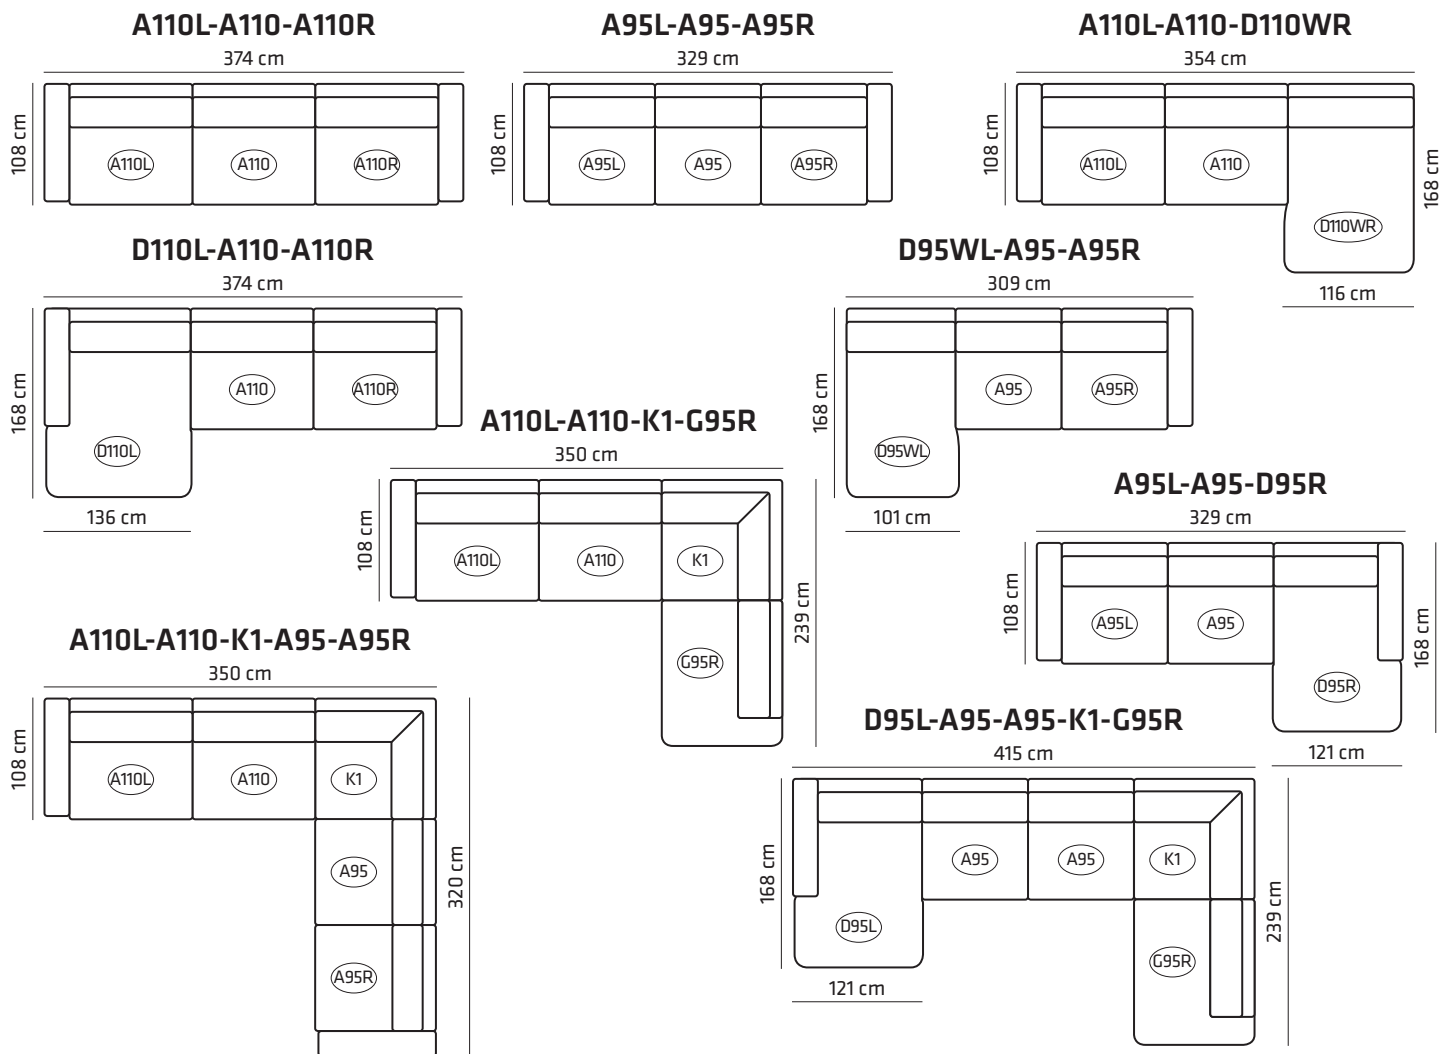 A110L-A110-A110R
374 cm
108 cm
A110L
A110
A110R
A95L-A95-A95R
329 cm
108 cm
A95L
A95
A95R
A110L-A110-D110WR
354 cm
108 cm
A110L
A110
D110WR
168 cm
116 cm
D110L-A110-A110R
374 cm
168 cm
D110L
A110
A110R
136 cm
D95WL-A95-A95R
309 cm
168 cm
D95WL
A95
A95R
101 cm
A110L-A110-K1-G95R
350 cm
108 cm
A110L
A110
K1
G95R
239 cm
A95L-A95-D95R
329 cm
108 cm
A95L
A95
D95R
168 cm
121 cm
A110L-A110-K1-A95-A95R
350 cm
108 cm
A110L
A110
K1
A95
A95R
320 cm
D95L-A95-A95-K1-G95R
415 cm
168 cm
D95L
A95
A95
K1
G95R
239 cm
121 cm